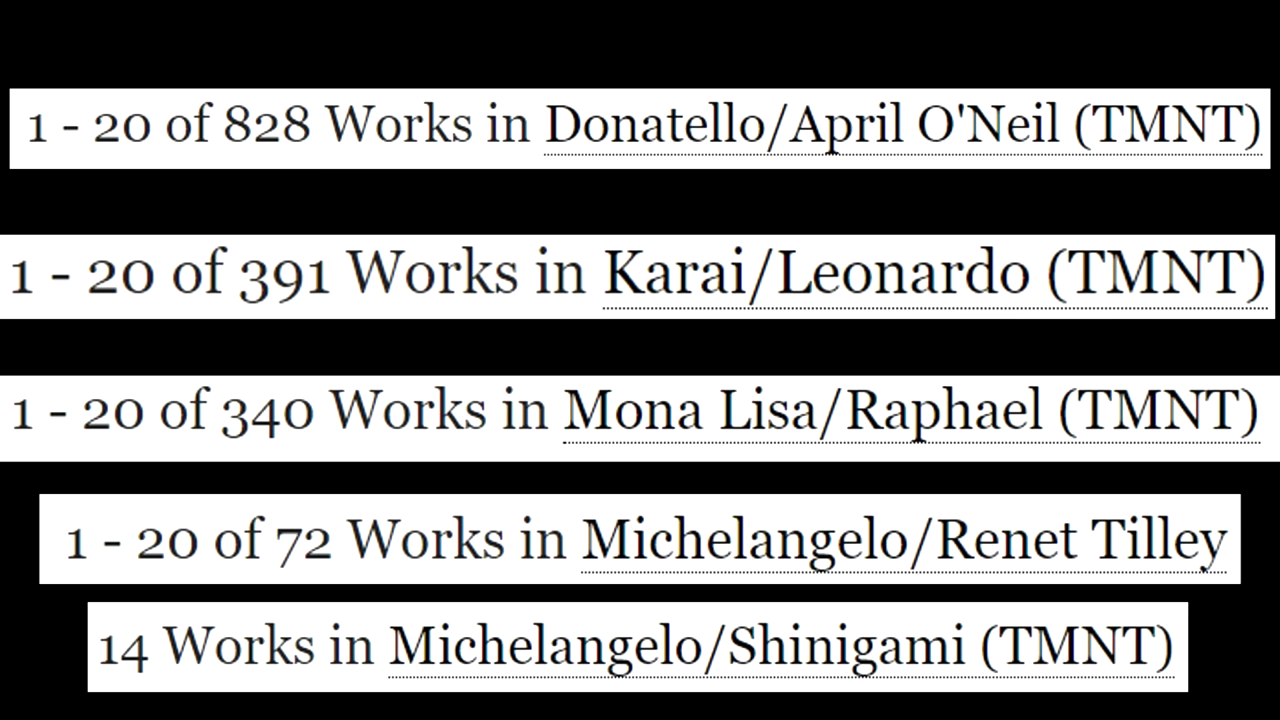 1 - 20 of 828 Works in Donatello/April O'Neil (TMNT)
1 - 20 of 391 Works in Karai/Leonardo (TMNT)
1 - 20 of 340 Works in Mona Lisa/Raphael (TMNT)
1 - 20 of 72 Works in Michelangelo/Renet Tilley
14 Works in Michelangelo/Shinigami (TMNT)